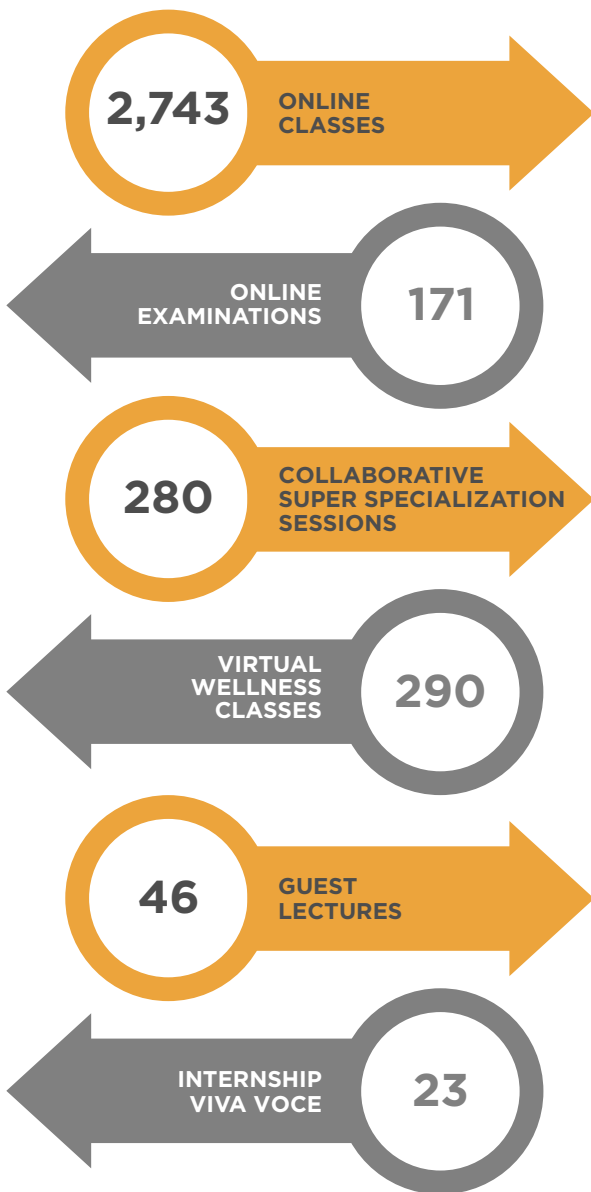 2,743
ONLINE
CLASSES
ONLINE
EXAMINATIONS
171
280
COLLABORATIVE
SUPER SPECIALIZATION
SESSIONS
VIRTUAL
WELLNESS
CLASSES
290
46
GUEST
LECTURES
INTERNSHIP
VIVA VOCE
23